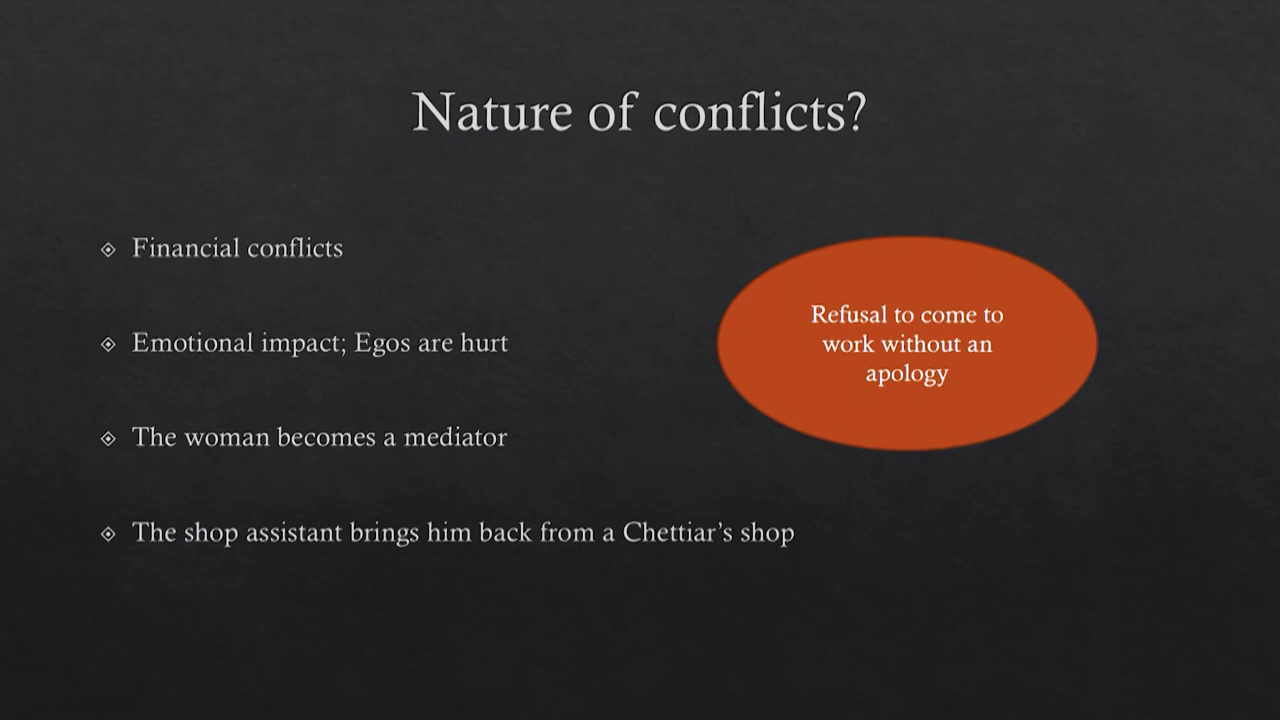 Nature of conflicts?
Financial conflicts
Emotional impact; Egos are hurt
The woman becomes a mediator
The shop assistant brings him back from a Chettiar’s shop
Refusal to come to
work without an
apology